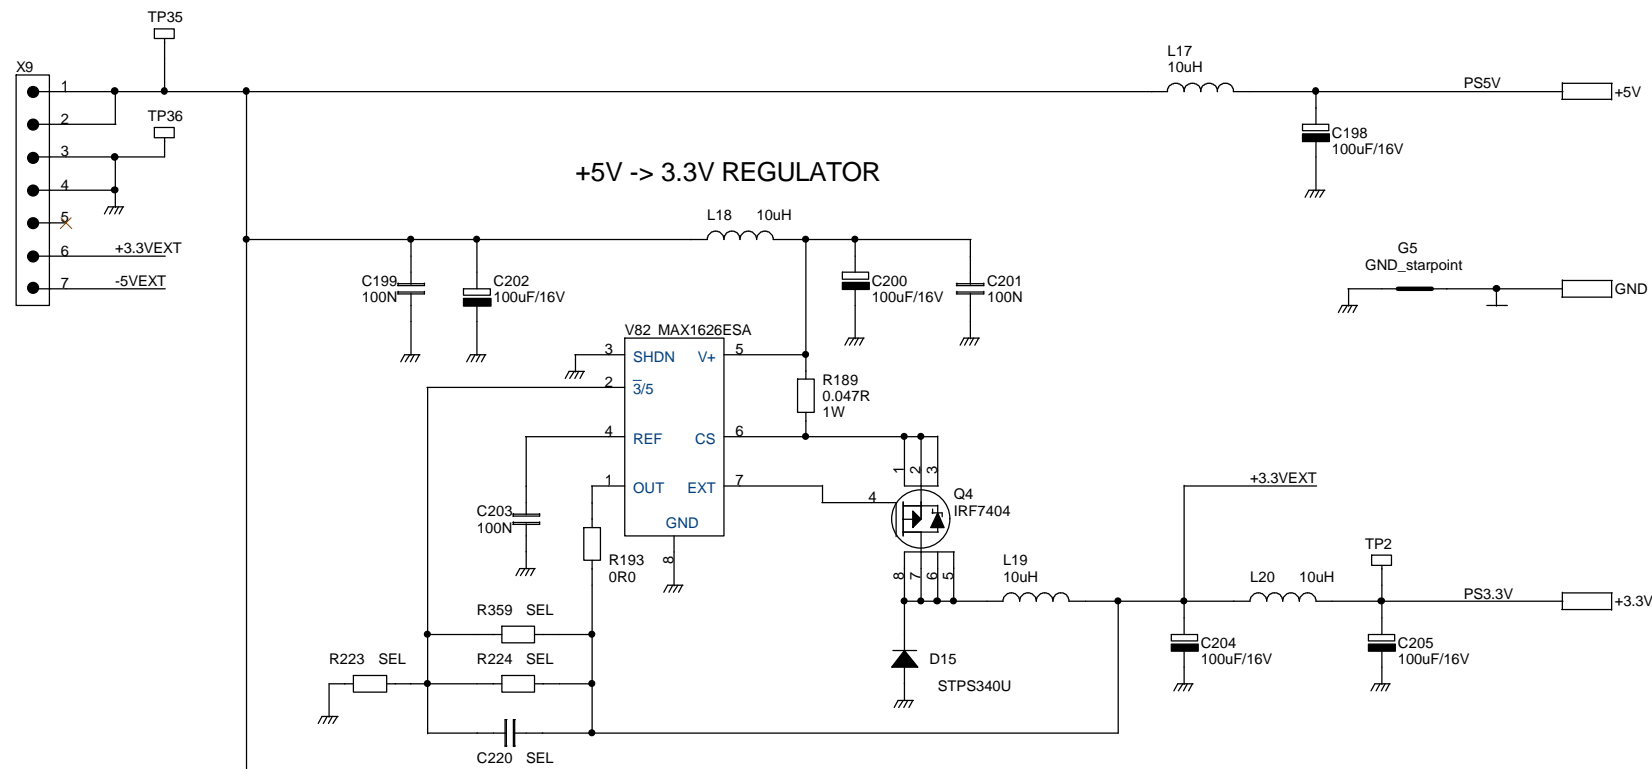 TP35
X9
1
2
3
4
5
6
7
TP36
+3.3VEXT
-5VEXT
L17
10uH
PS5V
+5V
C198
100uF/16V
+5V -> 3.3V REGULATOR
L18 10uH
C199
100N
C202
100uF/16V
C200
100uF/16V
C201
100N
G5
GND_starpoint
GND
V82 MAX1626ESA
3 SHDN V+ 5
2 3/5
4 REF CS 6
1 OUT EXT 7
GND
8
R189
0.047R
1W
C203
100N
R193
0R0
1
2
3
4
Q4
IRF7404
8
7
6
5
L19
10uH
+3.3VEXT
L20 10uH
TP2
PS3.3V
+3.3V
C204
100uF/16V
C205
100uF/16V
D15
STPS340U
R359 SEL
R223 SEL
R224 SEL
C220 SEL